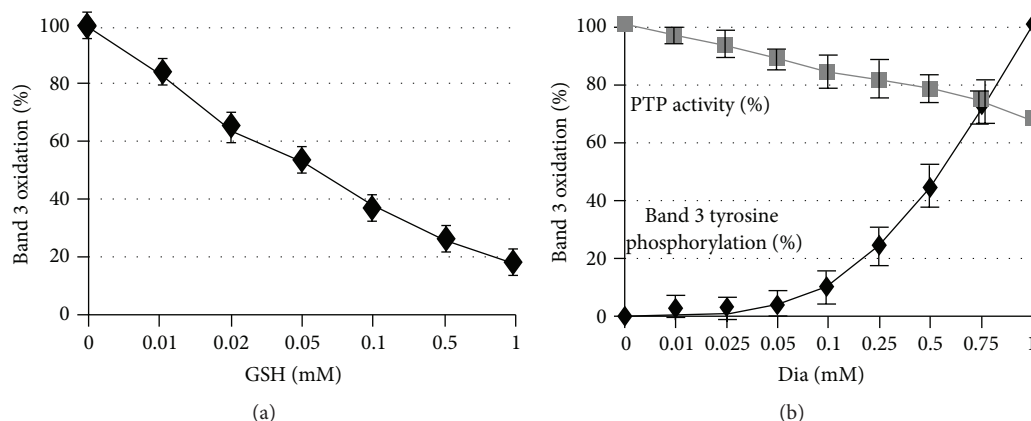 100
80
60
40
20
0
Band 3 oxidation (%)
0 0.01 0.02 0.05 0.1 0.5 1
GSH (mM)
(a)
100
80
60
40
20
0
Band 3 oxidation (%)
PTP activity (%)
Band 3 tyrosine
phosphorylation (%)
0 0.01 0.025 0.05 0.1 0.25 0.5 0.75 1
Dia (mM)
(b)